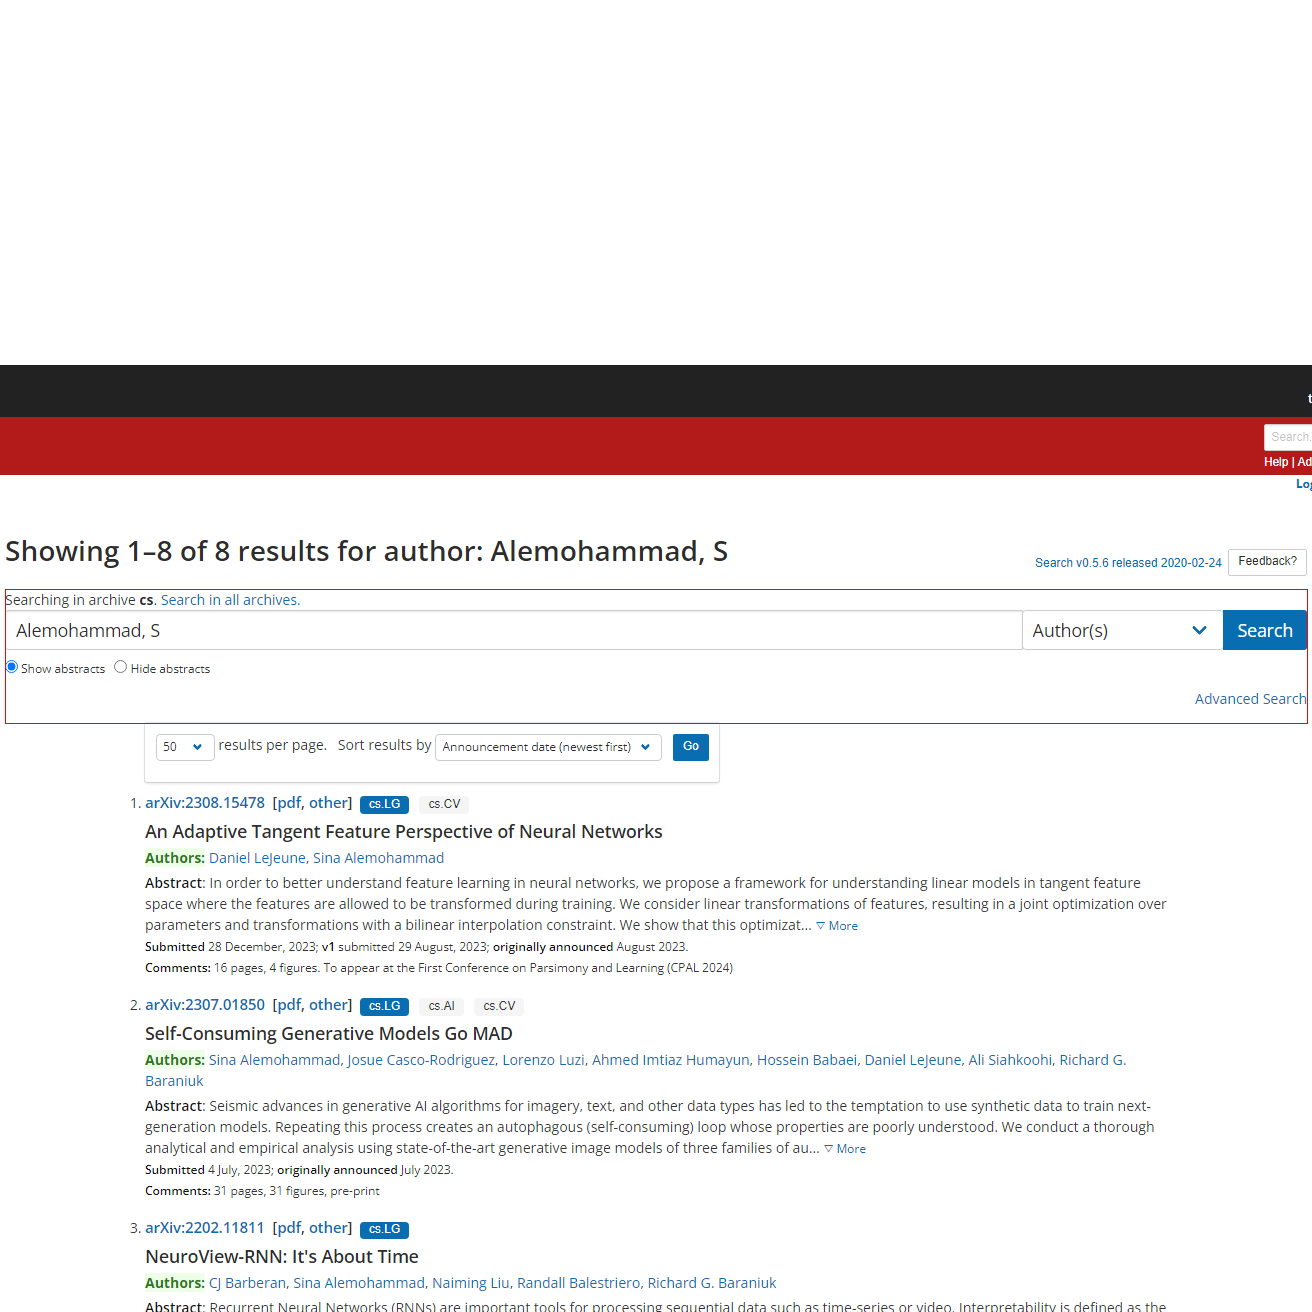 Search.
Help | Ad
Showing 1–8 of 8 results for author: Alemohammad, S
Search v0.5.6 released 2020-02-24
Feedback?
Searching in archive cs. Search in all archives.
Alemohammad, S
Author(s)
Search
Show abstracts
Hide abstracts
Advanced Search
50
results per page.
Sort results by
Announcement date (newest first)
Go
1. arXiv:2308.15478 [pdf, other] cs.LG cs.CV
An Adaptive Tangent Feature Perspective of Neural Networks
Authors: Daniel LeJeune, Sina Alemohammad
Abstract: In order to better understand feature learning in neural networks, we propose a framework for understanding linear models in tangent feature
space where the features are allowed to be transformed during training. We consider linear transformations of features, resulting in a joint optimization over
parameters and transformations with a bilinear interpolation constraint. We show that this optimizat… ▽ More
Submitted 28 December, 2023; v1 submitted 29 August, 2023; originally announced August 2023.
Comments: 16 pages, 4 figures. To appear at the First Conference on Parsimony and Learning (CPAL 2024)
2. arXiv:2307.01850 [pdf, other] cs.LG cs.AI cs.CV
Self-Consuming Generative Models Go MAD
Authors: Sina Alemohammad, Josue Casco-Rodriguez, Lorenzo Luzi, Ahmed Imtiaz Humayun, Hossein Babaei, Daniel LeJeune, Ali Siahkoohi, Richard G.
Baraniuk
Abstract: Seismic advances in generative AI algorithms for imagery, text, and other data types has led to the temptation to use synthetic data to train next-
generation models. Repeating this process creates an autophagous (self-consuming) loop whose properties are poorly understood. We conduct a thorough
analytical and empirical analysis using state-of-the-art generative image models of three families of au… ▽ More
Submitted 4 July, 2023; originally announced July 2023.
Comments: 31 pages, 31 figures, pre-print
3. arXiv:2202.11811 [pdf, other] cs.LG
NeuroView-RNN: It's About Time
Authors: CJ Barberan, Sina Alemohammad, Naiming Liu, Randall Balestriero, Richard G. Baraniuk
Abstract: Recurrent Neural Networks (RNNs) are important tools for processing sequential data such as time-series or video. Interpretability is defined as the